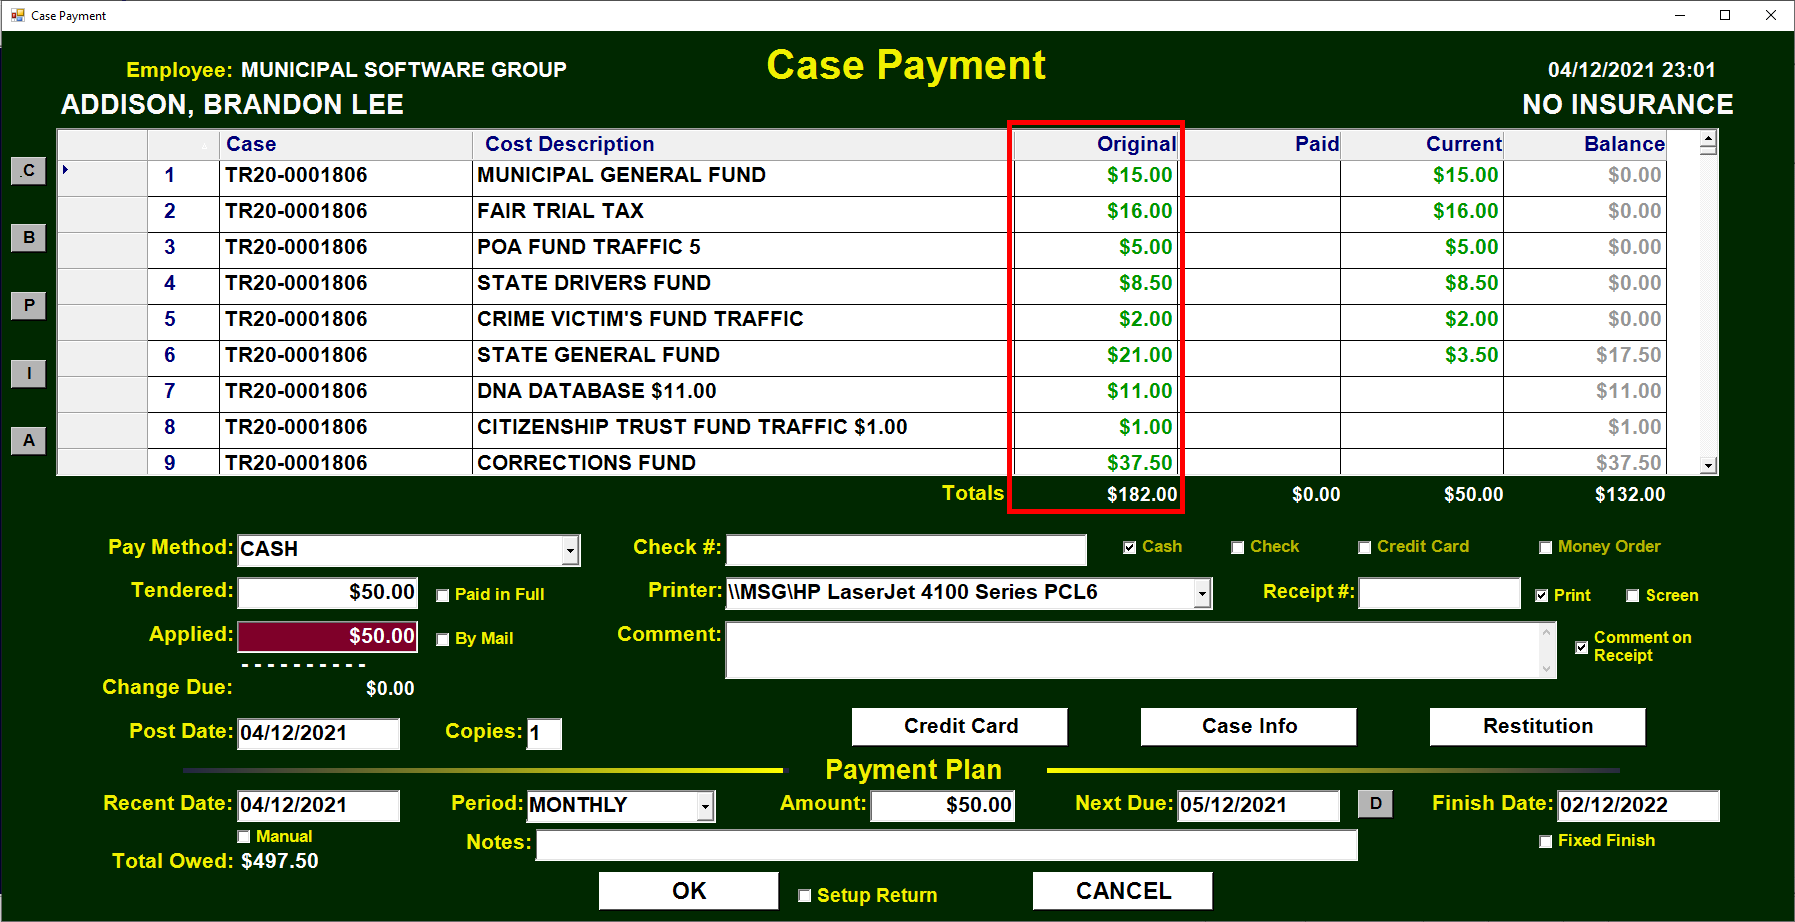 Case Payment
Employee: MUNICIPAL SOFTWARE GROUP
Case Payment
04/12/2021 23:01
ADDISON, BRANDON LEE
NO INSURANCE
Case Cost Description Original Paid Current Balance
1 TR20-0001806 MUNICIPAL GENERAL FUND $15.00 $15.00 $0.00
2 TR20-0001806 FAIR TRIAL TAX $16.00 $16.00 $0.00
3 TR20-0001806 POA FUND TRAFFIC 5 $5.00 $5.00 $0.00
4 TR20-0001806 STATE DRIVERS FUND $8.50 $8.50 $0.00
5 TR20-0001806 CRIME VICTIM'S FUND TRAFFIC $2.00 $2.00 $0.00
6 TR20-0001806 STATE GENERAL FUND $21.00 $3.50 $17.50
7 TR20-0001806 DNA DATABASE $11.00 $11.00 $11.00
8 TR20-0001806 CITIZENSHIP TRUST FUND TRAFFIC $1.00 $1.00 $1.00
9 TR20-0001806 CORRECTIONS FUND $37.50 $37.50
C
B
P
I
A
Totals $182.00 $0.00 $50.00 $132.00
Pay Method: CASH Check #: Cash Check Credit Card Money Order
Tendered: $50.00 Paid in Full Printer: \\MSG\HP LaserJet 4100 Series PCL6 Receipt #: Print Screen
Applied: $50.00 By Mail Comment: Comment on
Receipt
----------
Change Due: $0.00
Post Date: 04/12/2021 Copies: 1 Credit Card Case Info Restitution
Payment Plan
Recent Date: 04/12/2021 Period: MONTHLY Amount: $50.00 Next Due: 05/12/2021 D Finish Date: 02/12/2022
Manual Notes: Fixed Finish
Total Owed: $497.50
OK Setup Return CANCEL